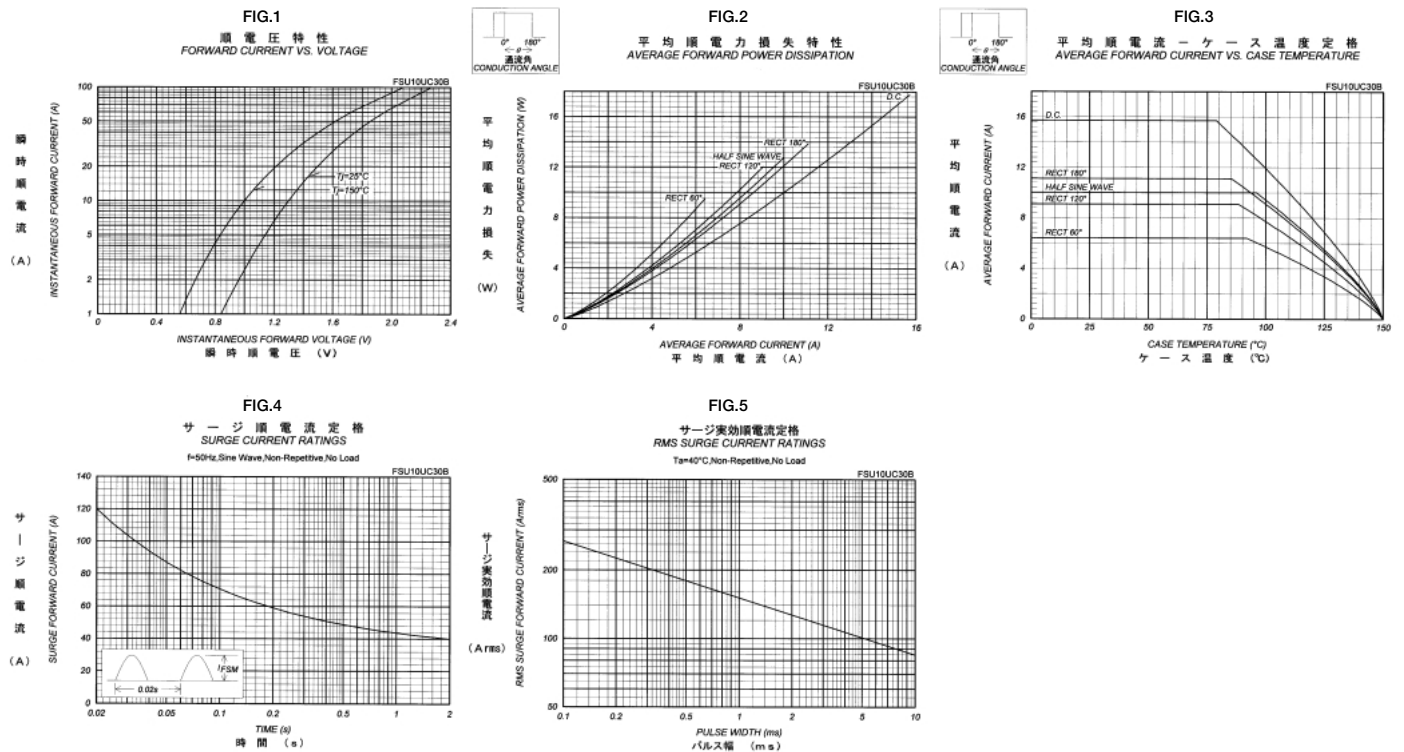 FIG.1
順電圧特性
FORWARD CURRENT VS. VOLTAGE
FSU10UC30B
瞬時順電流 (A)
INSTANTANEOUS FORWARD CURRENT (A)
100
50
20
10
5
2
1
Tj=25°C
Tj=150°C
0 0.4 0.8 1.2 1.6 2.0 2.4
INSTANTANEOUS FORWARD VOLTAGE (V)
瞬時順電圧 (V)
FIG.2
0° 180°
θ
通流角
CONDUCTION ANGLE
平均順電力損失特性
AVERAGE FORWARD POWER DISSIPATION
FSU10UC30B
平均順電力損失 (W)
AVERAGE FORWARD POWER DISSIPATION (W)
16
12
8
4
0
D.C.
RECT 180°
HALF SINE WAVE
RECT 120°
RECT 60°
0 4 8 12 16
AVERAGE FORWARD CURRENT (A)
平均順電流 (A)
FIG.3
0° 180°
θ
通流角
CONDUCTION ANGLE
平均順電流ーケース温度定格
AVERAGE FORWARD CURRENT VS. CASE TEMPERATURE
FSU10UC30B
平均順電流 (A)
AVERAGE FORWARD CURRENT (A)
16
12
8
4
0
D.C.
RECT 180°
HALF SINE WAVE
RECT 120°
RECT 60°
0 25 50 75 100 125 150
CASE TEMPERATURE (°C)
ケース温度 (℃)
FIG.4
サージ順電流定格
SURGE CURRENT RATINGS
f=50Hz,Sine Wave,Non-Repetitive,No Load
FSU10UC30B
サージ順電流 (A)
SURGE FORWARD CURRENT (A)
140
120
100
80
60
40
20
0
IFSM
0.02s
0.02 0.05 0.1 0.2 0.5 1 2
TIME (s)
時間 (s)
FIG.5
サージ実効順電流定格
RMS SURGE CURRENT RATINGS
Ta=40°C,Non-Repetitive,No Load
FSU10UC30B
サージ実効順電流 (Arms)
RMS SURGE FORWARD CURRENT (Arms)
500
200
100
50
0.1 0.2 0.5 1 2 5 10
PULSE WIDTH (ms)
パルス幅 (ms)